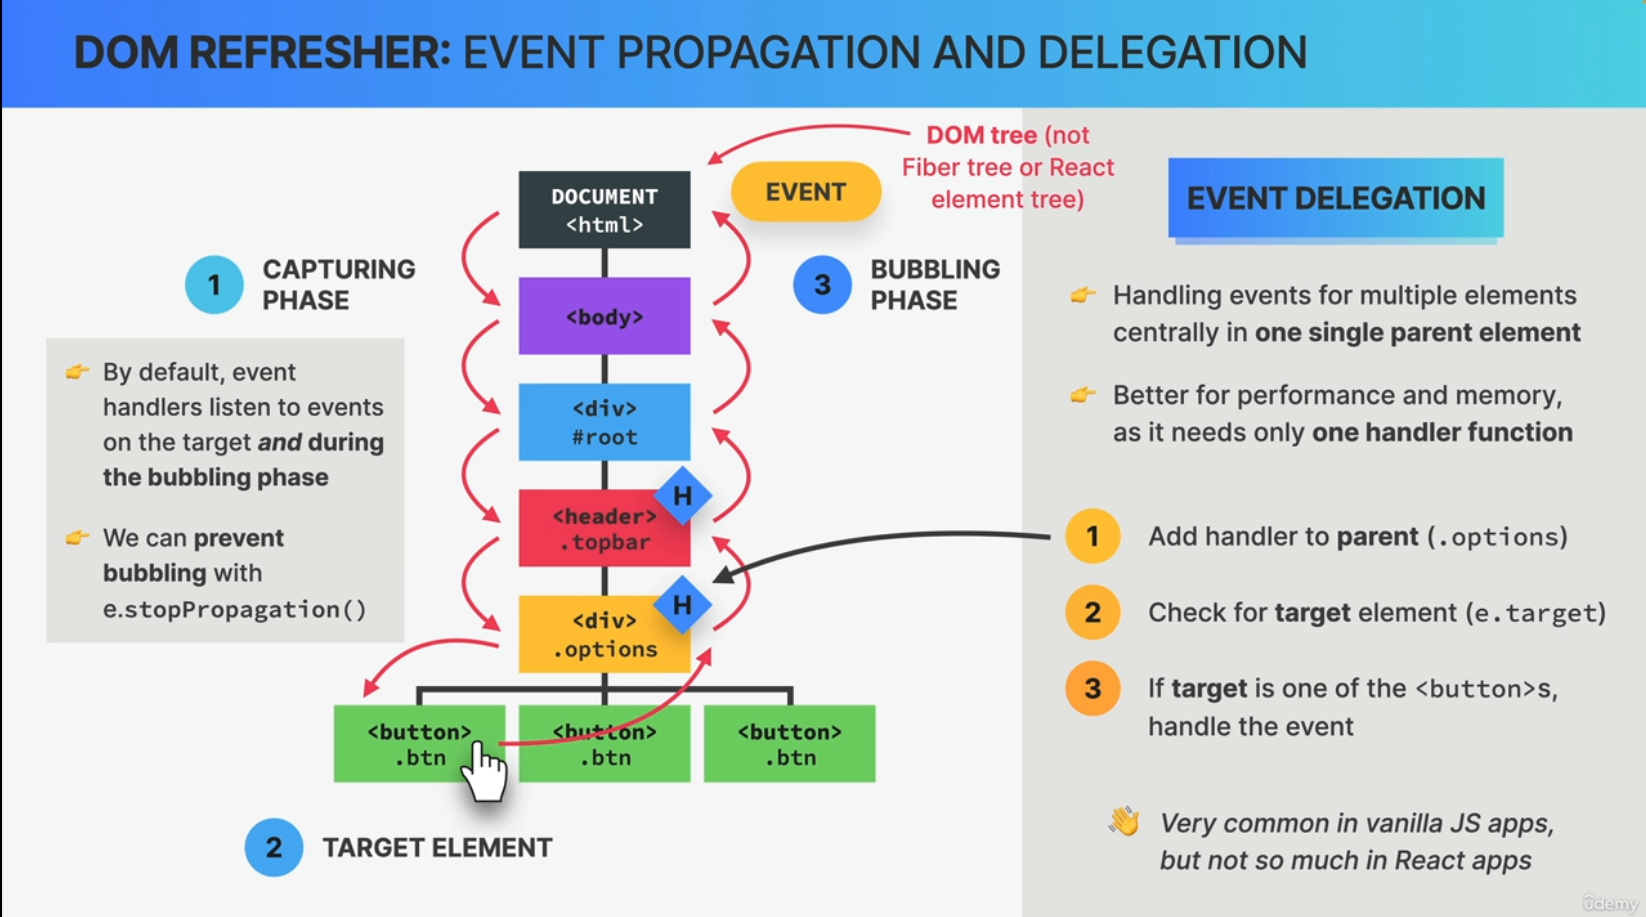 DOM REFRESHER: EVENT PROPAGATION AND DELEGATION
DOM tree (not
Fiber tree or React
element tree)
DOCUMENT
<html>
EVENT
1
CAPTURING
PHASE
<body>
3
BUBBLING
PHASE
By default, event
handlers listen to events
on the target and during
the bubbling phase
We can prevent
bubbling with
e.stopPropagation()
<div>
#root
H
<header>
.topbar
H
<div>
.options
<button>
.btn
<button>
.btn
<button>
.btn
2
TARGET ELEMENT
EVENT DELEGATION
Handling events for multiple elements
centrally in one single parent element
Better for performance and memory,
as it needs only one handler function
1 Add handler to parent (.options)
2 Check for target element (e.target)
3 If target is one of the <button>s,
handle the event
Very common in vanilla JS apps,
but not so much in React apps
ûdemy